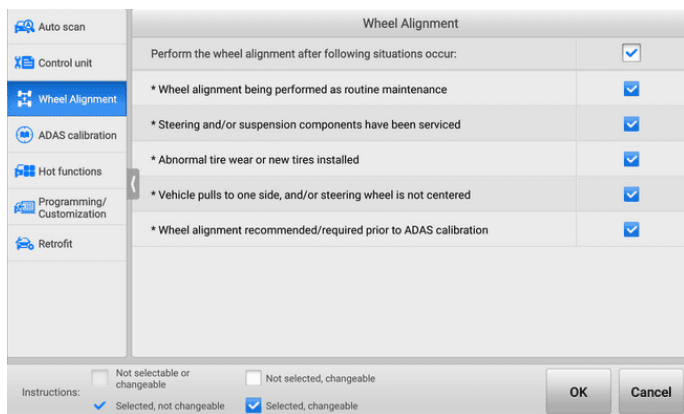 Auto scan
Control unit
Wheel Alignment
ADAS calibration
Hot functions
Programming/
Customization
Retrofit
Wheel Alignment
Perform the wheel alignment after following situations occur:
* Wheel alignment being performed as routine maintenance
* Steering and/or suspension components have been serviced
* Abnormal tire wear or new tires installed
* Vehicle pulls to one side, and/or steering wheel is not centered
* Wheel alignment recommended/required prior to ADAS calibration
Instructions:
Not selectable or
changeable
Not selected, changeable
Selected, not changeable
Selected, changeable
OK
Cancel